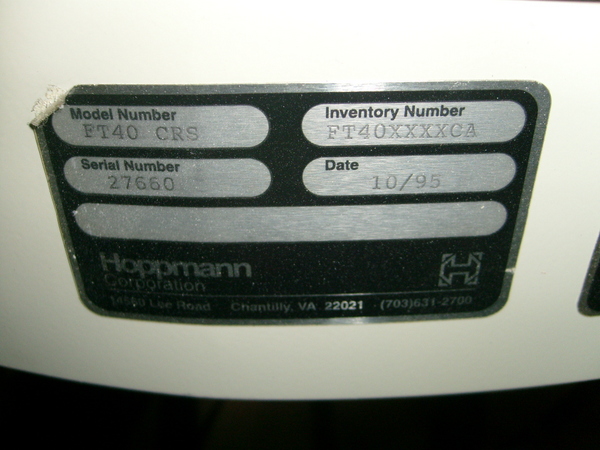 Model Number
FT40 CRS
Inventory Number
FT40XXXXCA
Serial Number
27660
Date
10/95
Hoppmann
Corporation
Lee Road Chantilly, VA 22021 (703)631-2700